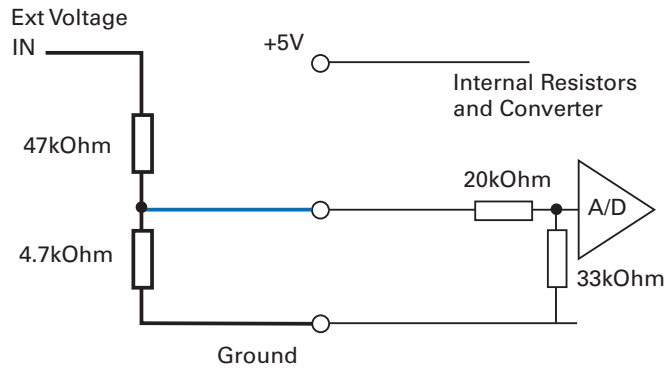 Ext Voltage
IN
+5V
Internal Resistors
and Converter
47kOhm
20kOhm
A/D
4.7kOhm
33kOhm
Ground